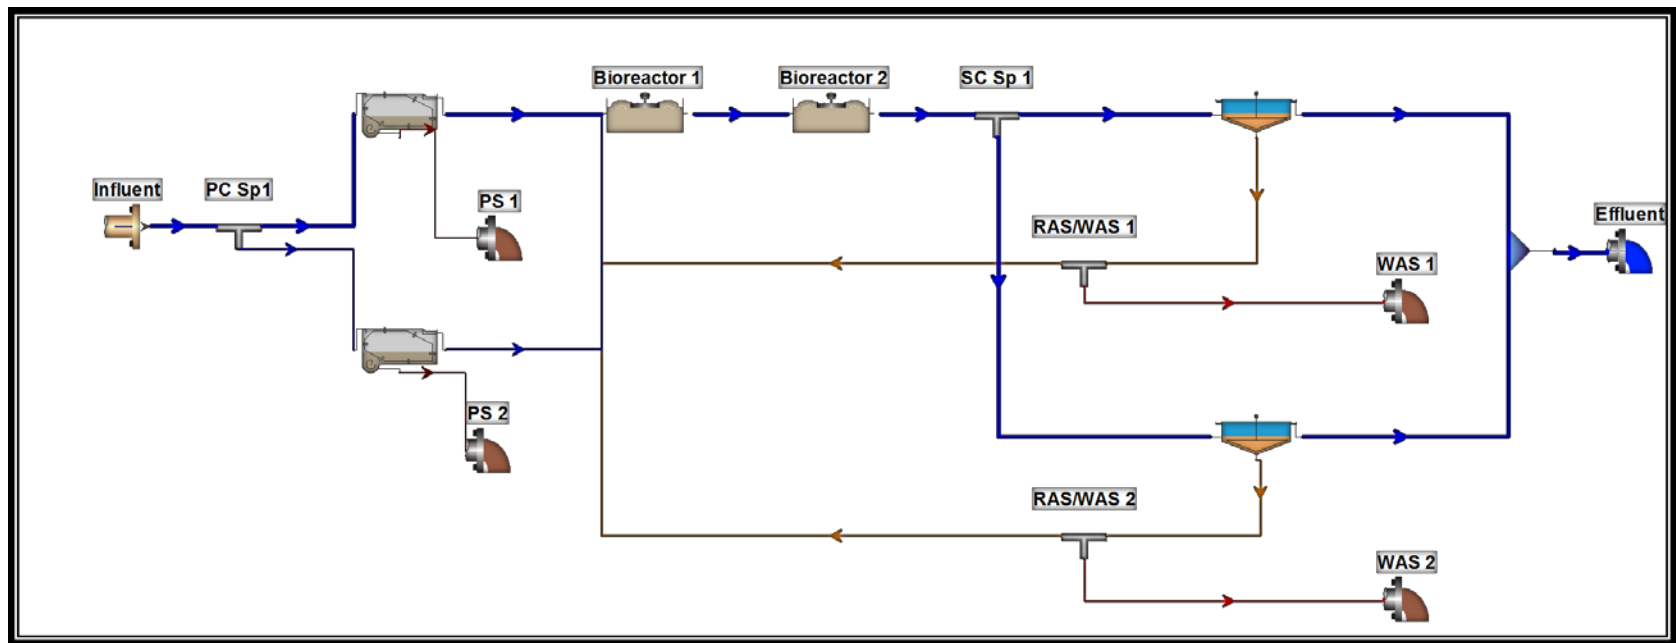 Bioreactor 1
Bioreactor 2
SC Sp 1
Influent
PC Sp1
PS 1
RAS/WAS 1
Effluent
WAS 1
PS 2
RAS/WAS 2
WAS 2